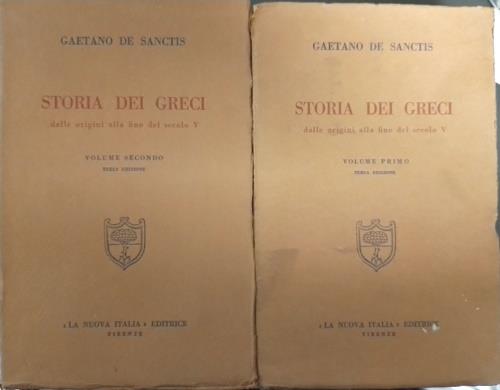 GAETANO DE SANCTIS
STORIA DEI GRECI
dalle origini alla fine del secolo V
VOLUME SECONDO
TERZA EDIZIONE
« LA NUOVA ITALIA » EDITRICE
FIRENZE
GAETANO DE SANCTIS
STORIA DEI GRECI
dalle origini alla fine del secolo V
VOLUME PRIMO
TERZA EDIZIONE
« LA NUOVA ITALIA » EDITRICE
FIRENZE